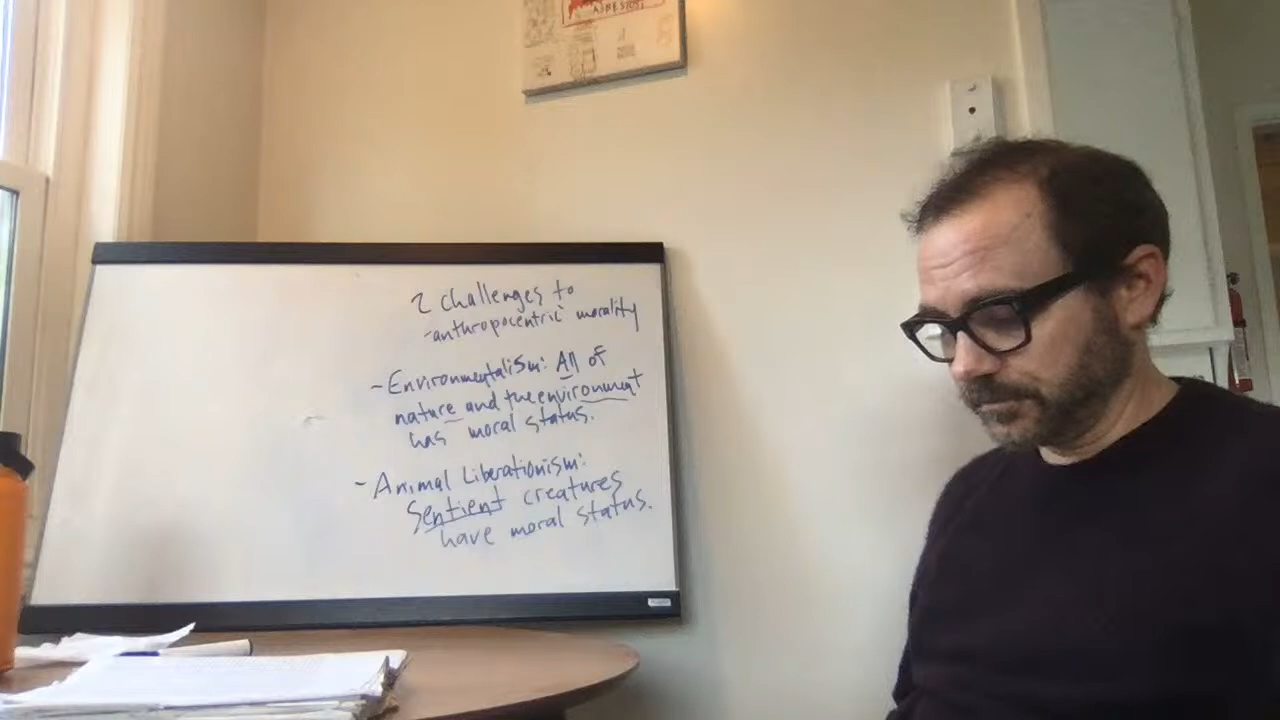 ASBESTOS
2 challenges to
-anthropocentric morality
- Environmentalism: All of
nature and the environment
has moral status.
- Animal Liberationism:
Sentient creatures
have moral status.